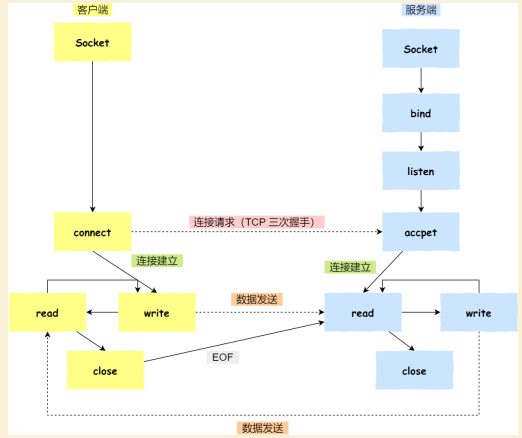 客户端
服务端
Socket
Socket
bind
listen
连接请求（TCP 三次握手）
connect
accpet
连接建立
连接建立
数据发送
read
write
read
write
EOF
close
close
数据发送